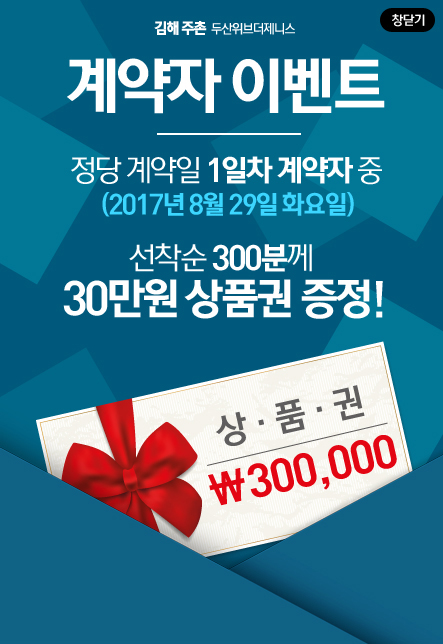 창닫기
김해 주촌 두산위브더제니스
계약자 이벤트
정당 계약일 1일차 계약자 중
(2017년 8월 29일 화요일)
선착순 300분께
30만원 상품권 증정!
상·품·권
₩300,000